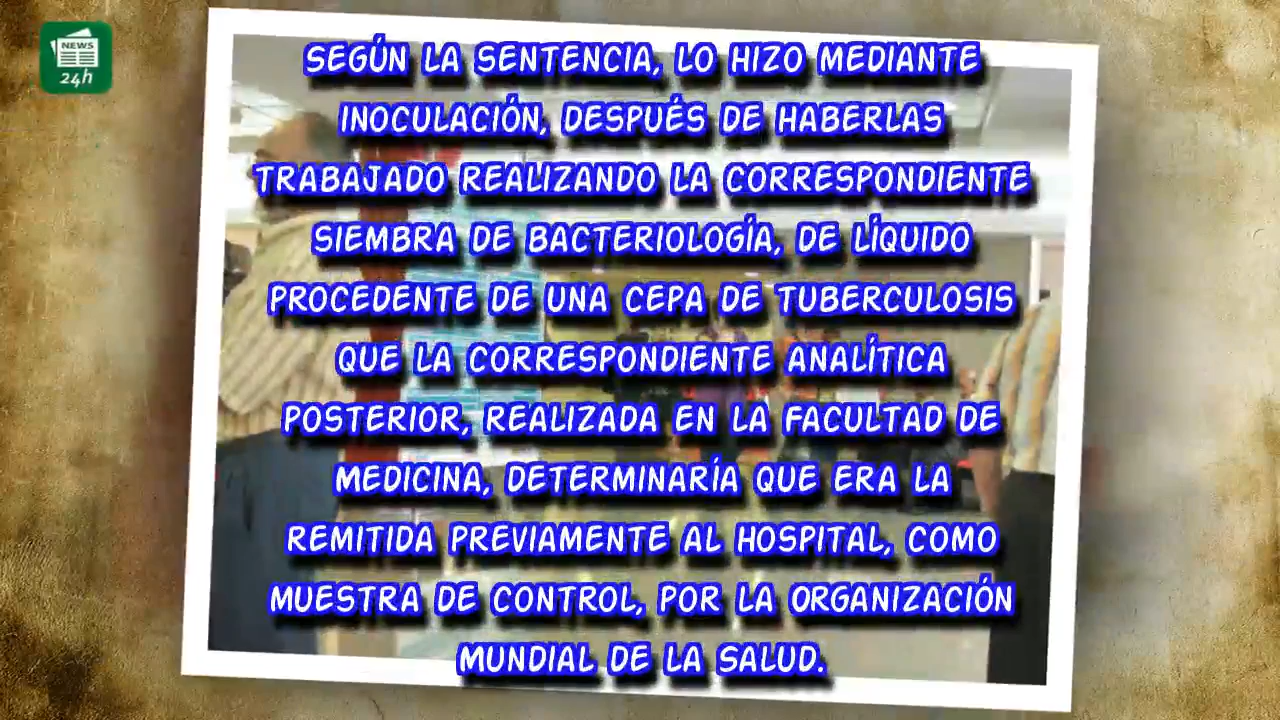 NEWS
24h
SEGÚN LA SENTENCIA, LO HIZO MEDIANTE
INOCULACIÓN, DESPUÉS DE HABERLAS
TRABAJADO REALIZANDO LA CORRESPONDIENTE
SIEMBRA DE BACTERIOLOGÍA, DE LÍQUIDO
PROCEDENTE DE UNA CEPA DE TUBERCULOSIS
QUE LA CORRESPONDIENTE ANALÍTICA
POSTERIOR, REALIZADA EN LA FACULTAD DE
MEDICINA, DETERMINARÍA QUE ERA LA
REMITIDA PREVIAMENTE AL HOSPITAL, COMO
MUESTRA DE CONTROL, POR LA ORGANIZACIÓN
MUNDIAL DE LA SALUD.